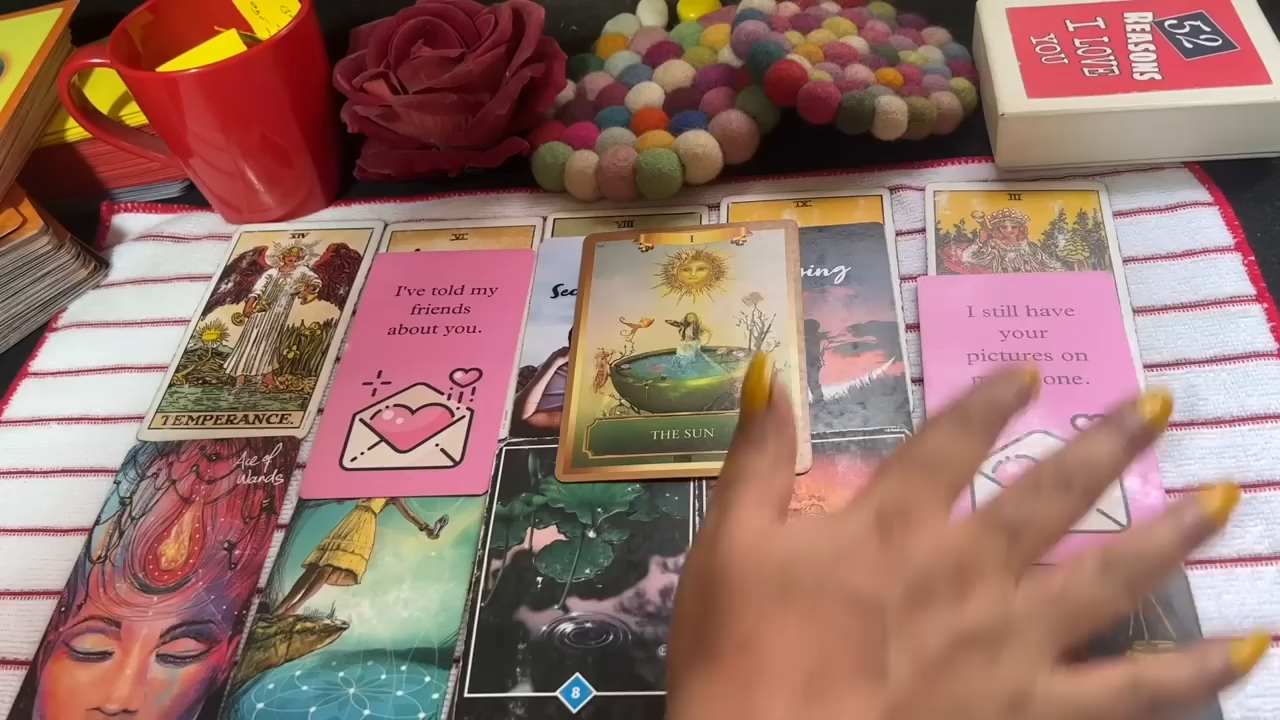 52
REASONS
I LOVE
YOU
XIV
VI
VIII
IX
III
I
TEMPERANCE.
I've told my
friends
about you.
THE SUN
I still have
your
pictures on
Ace of
Wands
8